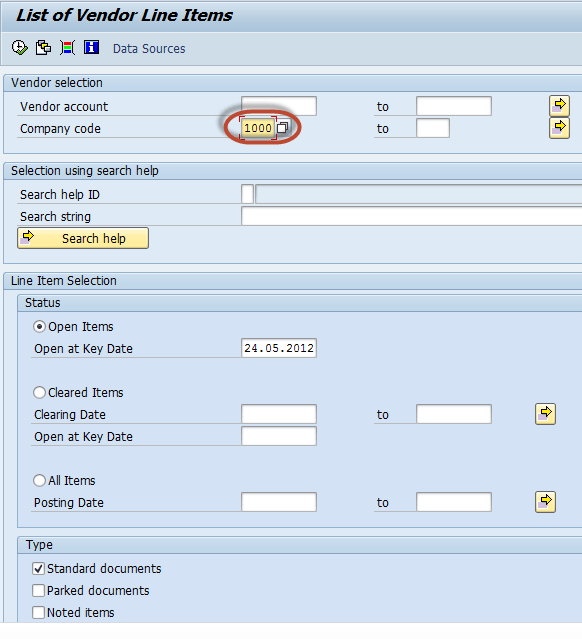 List of Vendor Line Items
Data Sources
Vendor selection
Vendor account to
Company code 1000 to
Selection using search help
Search help ID
Search string
Search help
Line Item Selection
Status
Open Items
Open at Key Date 24.05.2012
Cleared Items
Clearing Date to
Open at Key Date
All Items
Posting Date to
Type
Standard documents
Parked documents
Noted items